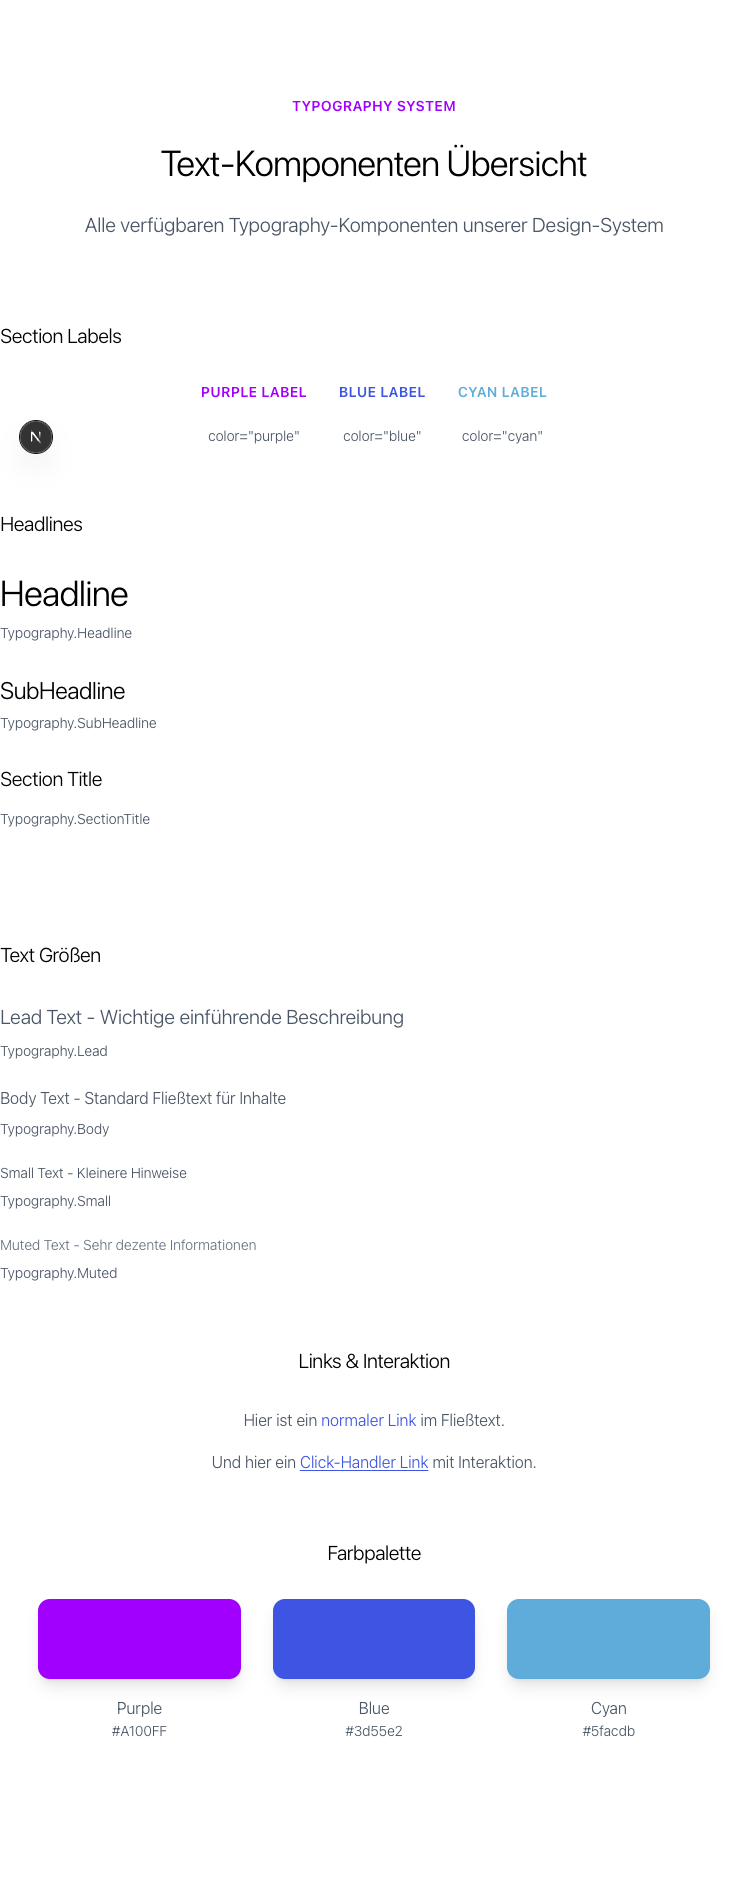 TYPOGRAPHY SYSTEM
Text-Komponenten Übersicht
Alle verfügbaren Typography-Komponenten unserer Design-System
Section Labels
PURPLE LABEL BLUE LABEL CYAN LABEL
color="purple" color="blue" color="cyan"
N
Headlines
Headline
Typography.Headline
SubHeadline
Typography.SubHeadline
Section Title
Typography.SectionTitle
Text Größen
Lead Text - Wichtige einführende Beschreibung
Typography.Lead
Body Text - Standard Fließtext für Inhalte
Typography.Body
Small Text - Kleinere Hinweise
Typography.Small
Muted Text - Sehr dezente Informationen
Typography.Muted
Links & Interaktion
Hier ist ein normaler Link im Fließtext.
Und hier ein Click-Handler Link mit Interaktion.
Farbpalette
Purple Blue Cyan
#A100FF #3d55e2 #5facdb